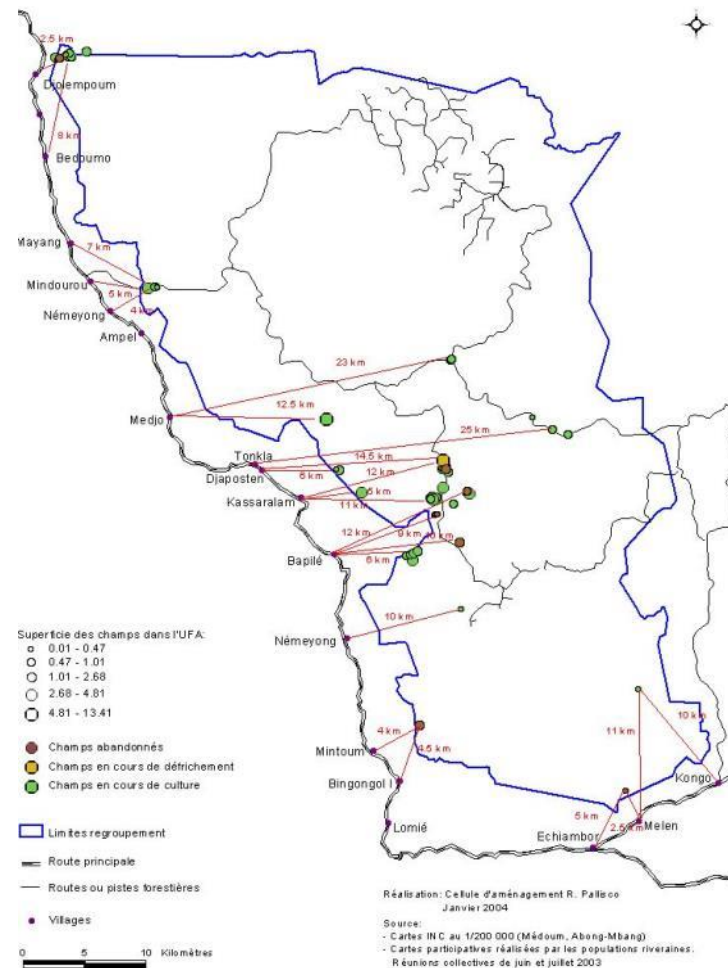 2.5 km
Djolempoum
8 km
Bedoumo
Mayang
7 km
Mindourou
5 km
Némeyong
4 km
Ampel
23 km
12.5 km
Medjo
25 km
Tonkla
14.5 km
Djaposten
6 km
12 km
Kassaralam
5 km
11 km
12 km
9 km
10 km
Bapilé
6 km
10 km
Némeyong
Superficie des champs dans l'UFA:
0.01 - 0.47
0.47 - 1.01
1.01 - 2.68
2.68 - 4.81
4.81 - 13.41
11 km
10 km
4 km
Mintoum
4.5 km
Bingongol I
Kongo
Champs abandonnés
Champs en cours de défrichement
Champs en cours de culture
5 km
2.5 km
Melen
Lomié
Echiambor
Limites regroupement
Route principale
Routes ou pistes forestières
Villages
0 5 10 Kilomètres
Réalisation: Cellule d'aménagement R. Pallisco
Janvier 2004
Source:
- Cartes INC au 1/200 000 (Médoum, Abong-Mbang)
- Cartes participatives réalisées par les populations riveraines.
Réunions collectives de juin et juillet 2003